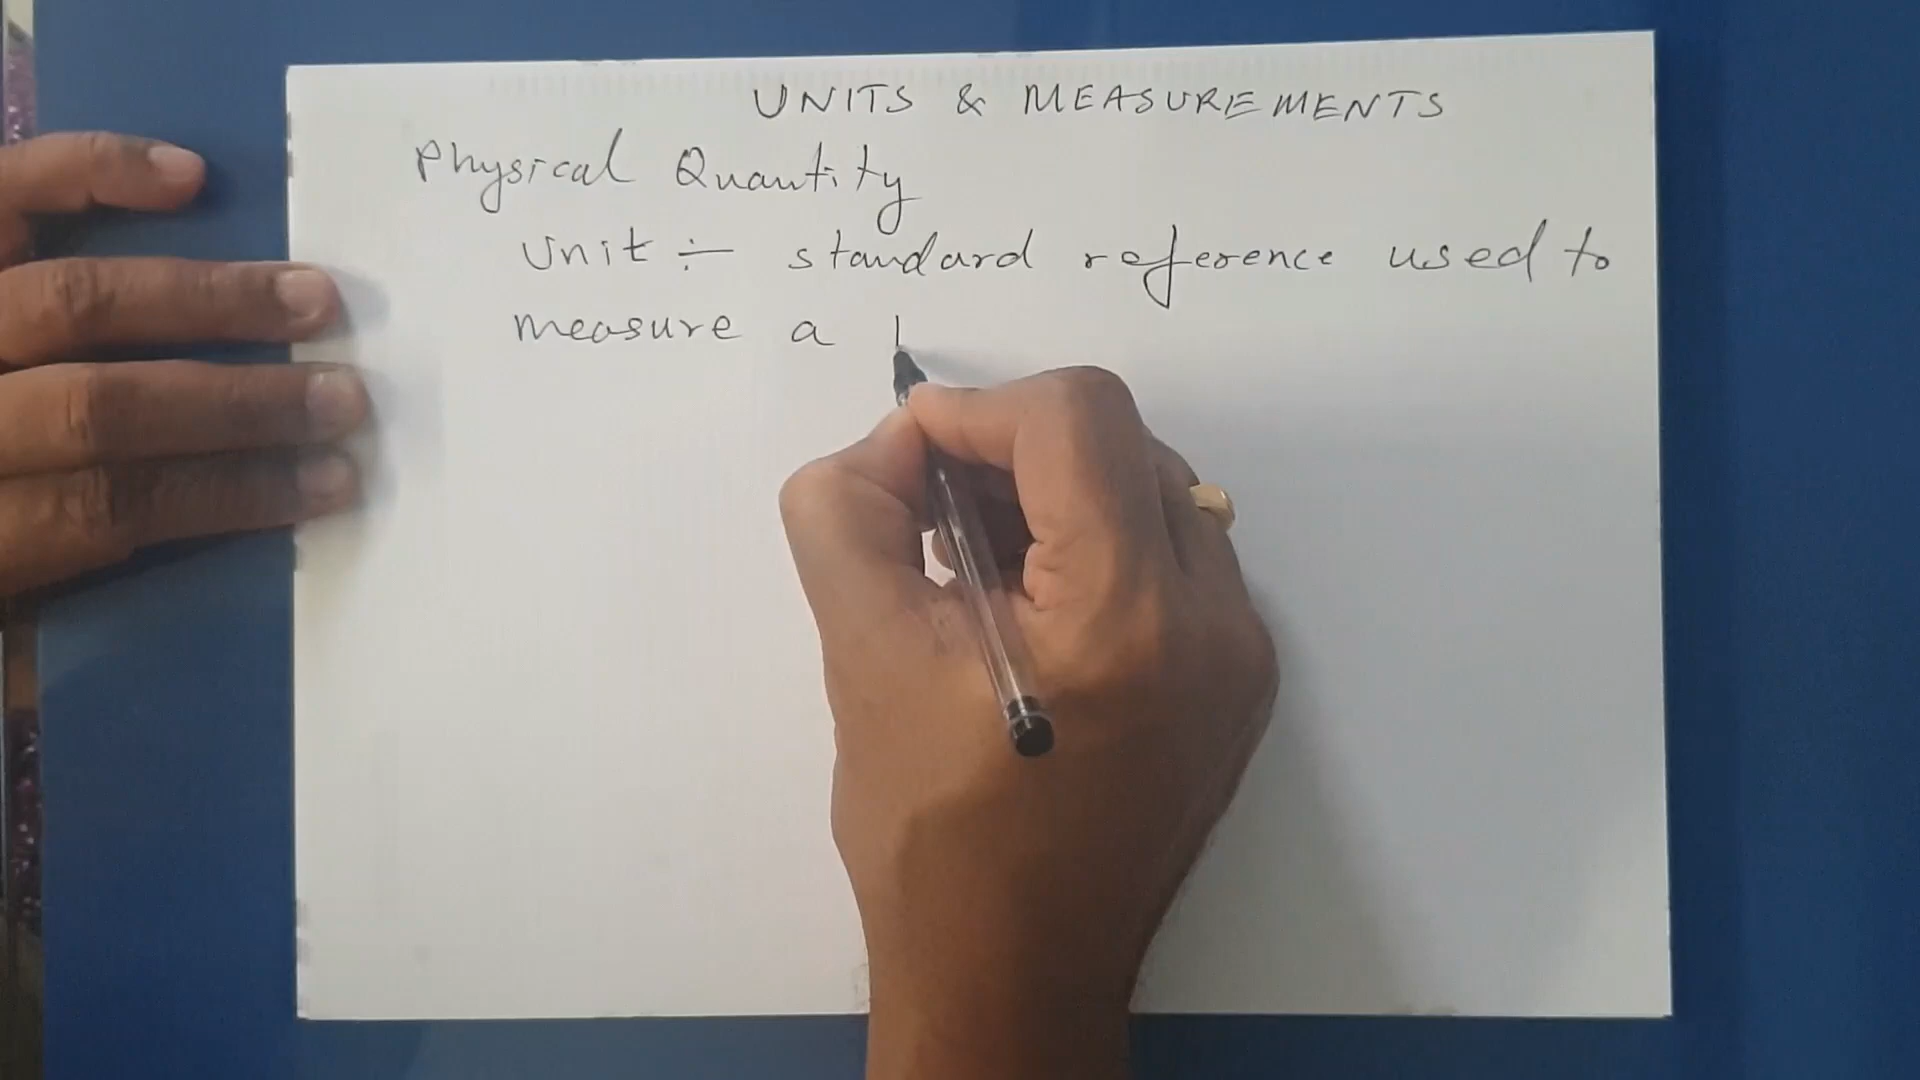 UNITS & MEASUREMENTS
Physical Quantity
Unit ÷ standard reference used to
measure a